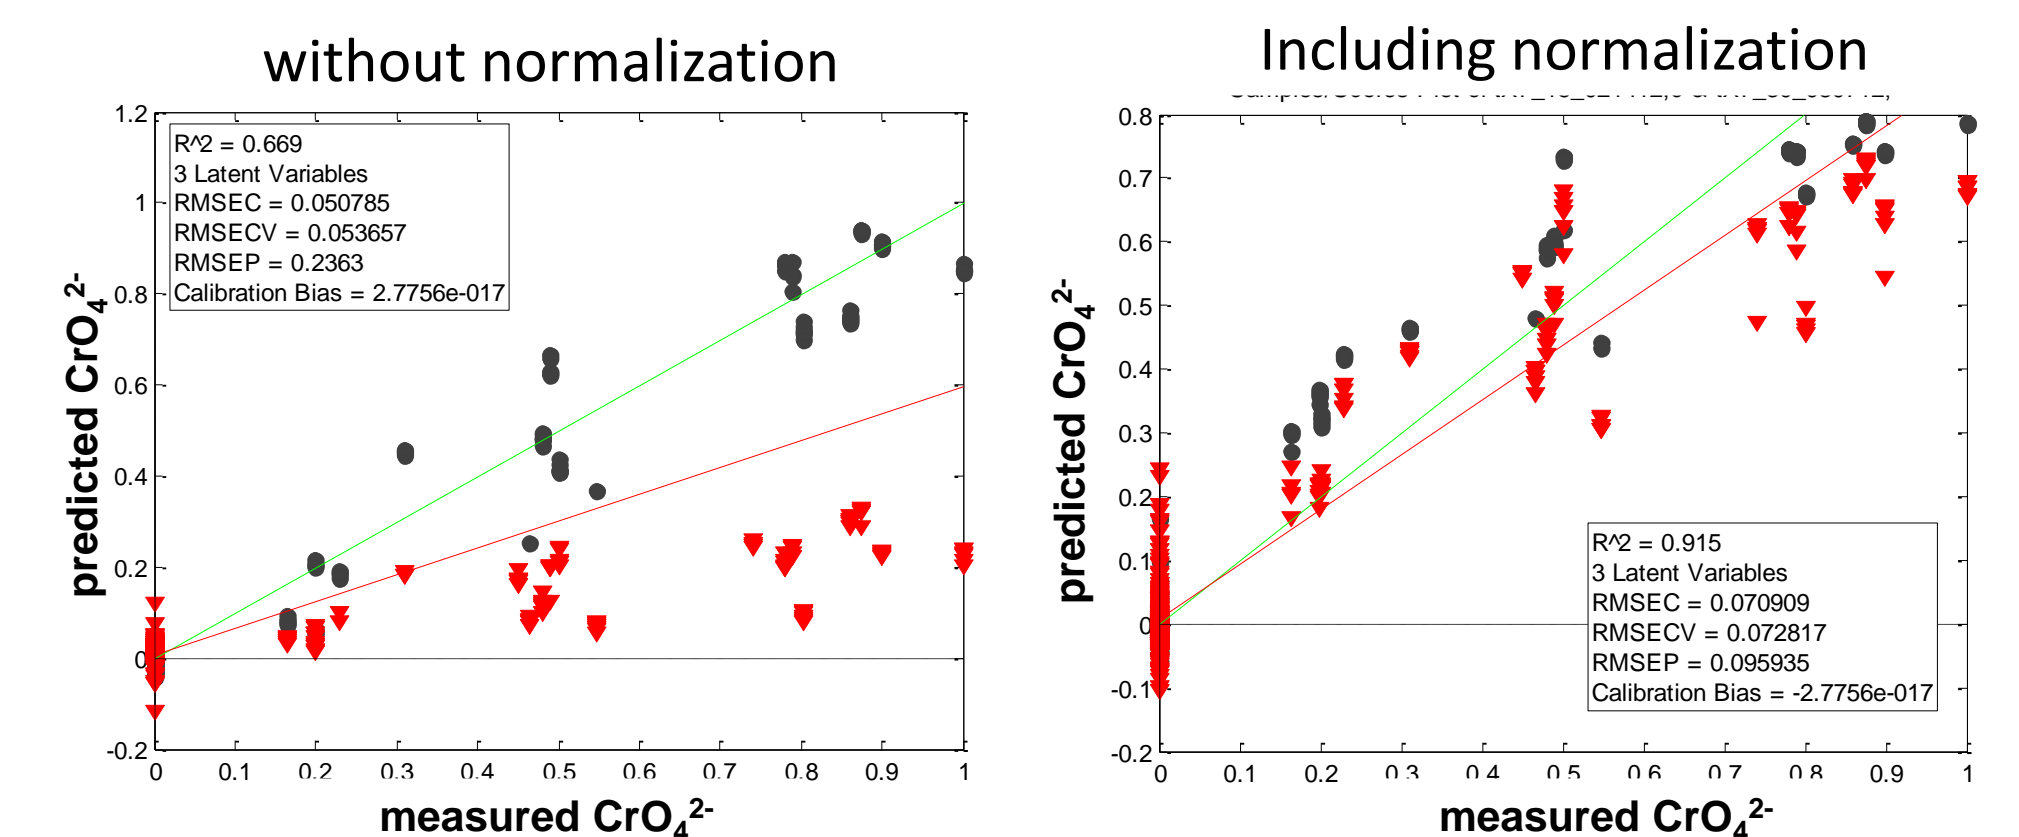 without normalization
Including normalization
1.2
1
0.8
0.6
0.4
0.2
0
-0.2
R^2 = 0.669
3 Latent Variables
RMSEC = 0.050785
RMSECV = 0.053657
RMSEP = 0.2363
Calibration Bias = 2.7756e-017
predicted CrO₄²⁻
0 0.1 0.2 0.3 0.4 0.5 0.6 0.7 0.8 0.9 1
measured CrO₄²⁻
0.8
0.7
0.6
0.5
0.4
0.3
0.2
0.1
0
-0.1
-0.2
R^2 = 0.915
3 Latent Variables
RMSEC = 0.070909
RMSECV = 0.072817
RMSEP = 0.095935
Calibration Bias = -2.7756e-017
predicted CrO₄²⁻
0 0.1 0.2 0.3 0.4 0.5 0.6 0.7 0.8 0.9 1
measured CrO₄²⁻